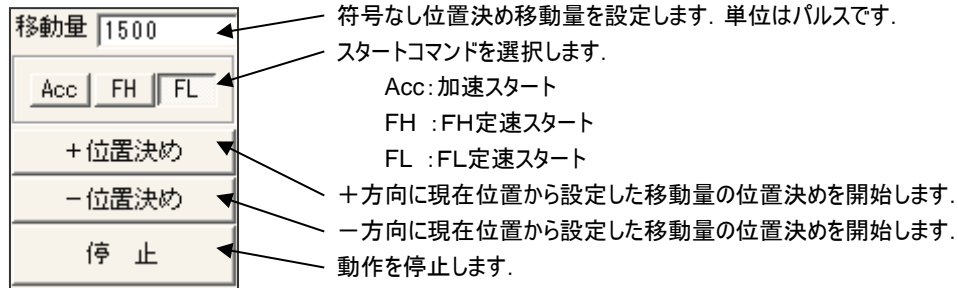 移動量 1500
Acc FH FL
+位置決め
-位置決め
停 止
符号なし位置決め移動量を設定します. 単位はパルスです.
スタートコマンドを選択します.
Acc:加速スタート
FH :FH定速スタート
FL :FL定速スタート
+方向に現在位置から設定した移動量の位置決めを開始します.
-方向に現在位置から設定した移動量の位置決めを開始します.
動作を停止します.